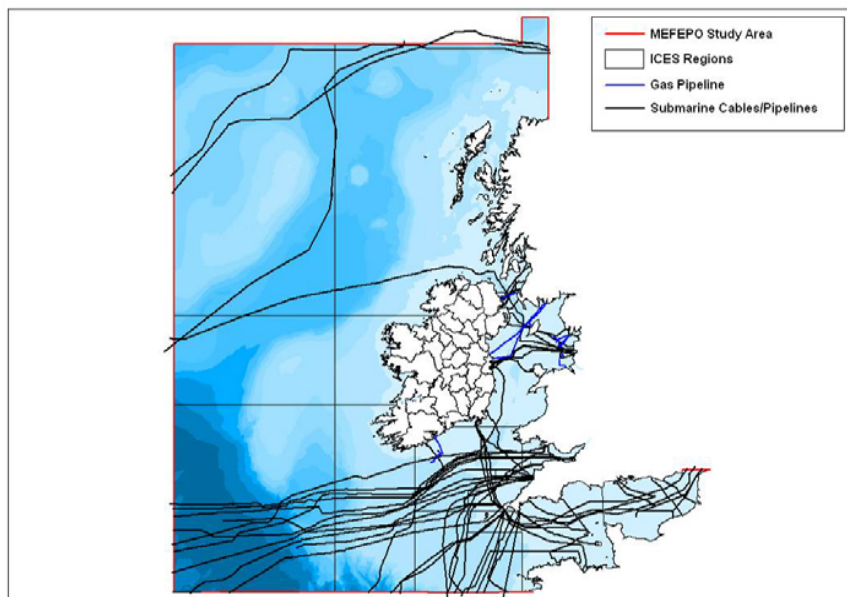 MEFEPO Study Area
ICES Regions
Gas Pipeline
Submarine Cables/Pipelines